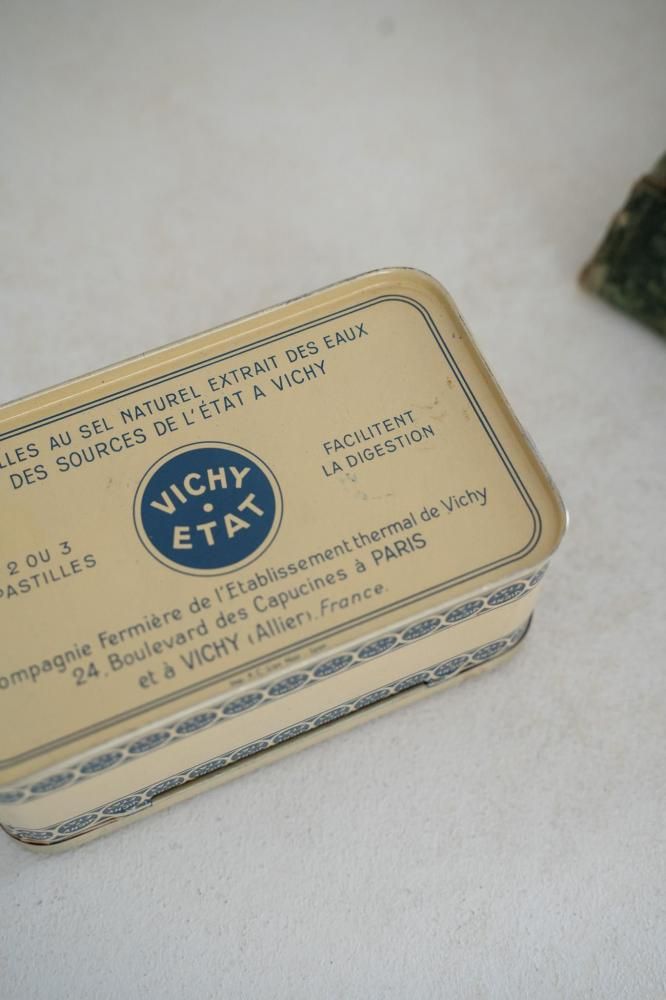 LLES AU SEL NATUREL EXTRAIT DES EAUX
DES SOURCES DE L'ÉTAT A VICHY
FACILITENT
LA DIGESTION
VICHY
ETAT
2 OU 3
PASTILLES
ompagnie Fermière de l'Etablissement thermal de Vichy
24, Boulevard des Capucines à PARIS
et à VICHY (Allier). France.